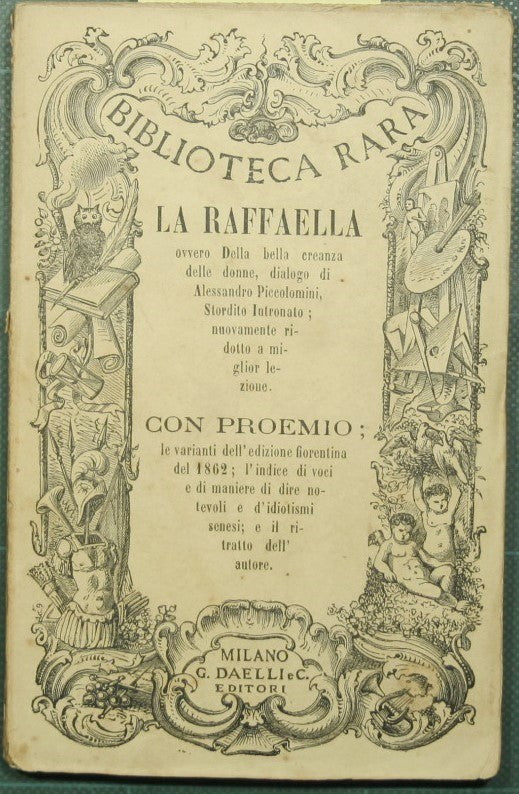 BIBLIOTECA RARA
LA RAFFAELLA
ovvero Della bella creanza
delle donne, dialogo di
Alessandro Piccolomini,
Stordito Intronato ;
nuovamente ri-
dotto a mi-
glior le-
zione.
CON PROEMIO ;
le varianti dell'edizione fiorentina
del 1862 ; l'indice di voci
e di maniere di dire no-
tevoli e d'idiotismi
senesi; e il ri-
tratto dell'
autore.
MILANO
G. DAELLI e C.
EDITORI